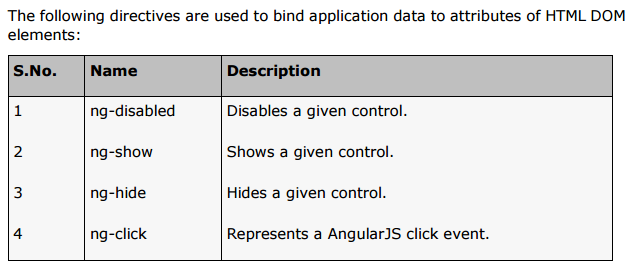 The following directives are used to bind application data to attributes of HTML DOM
elements:
S.No. Name Description
1 ng-disabled Disables a given control.
2 ng-show Shows a given control.
3 ng-hide Hides a given control.
4 ng-click Represents a AngularJS click event.